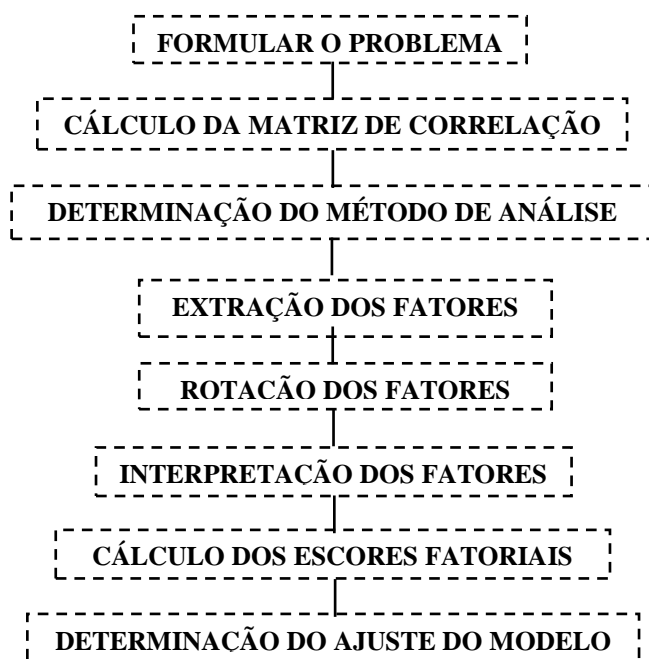 FORMULAR O PROBLEMA
CÁLCULO DA MATRIZ DE CORRELAÇÃO
DETERMINAÇÃO DO MÉTODO DE ANÁLISE
EXTRAÇÃO DOS FATORES
ROTACÃO DOS FATORES
INTERPRETAÇÃO DOS FATORES
CÁLCULO DOS ESCORES FATORIAIS
DETERMINAÇÃO DO AJUSTE DO MODELO